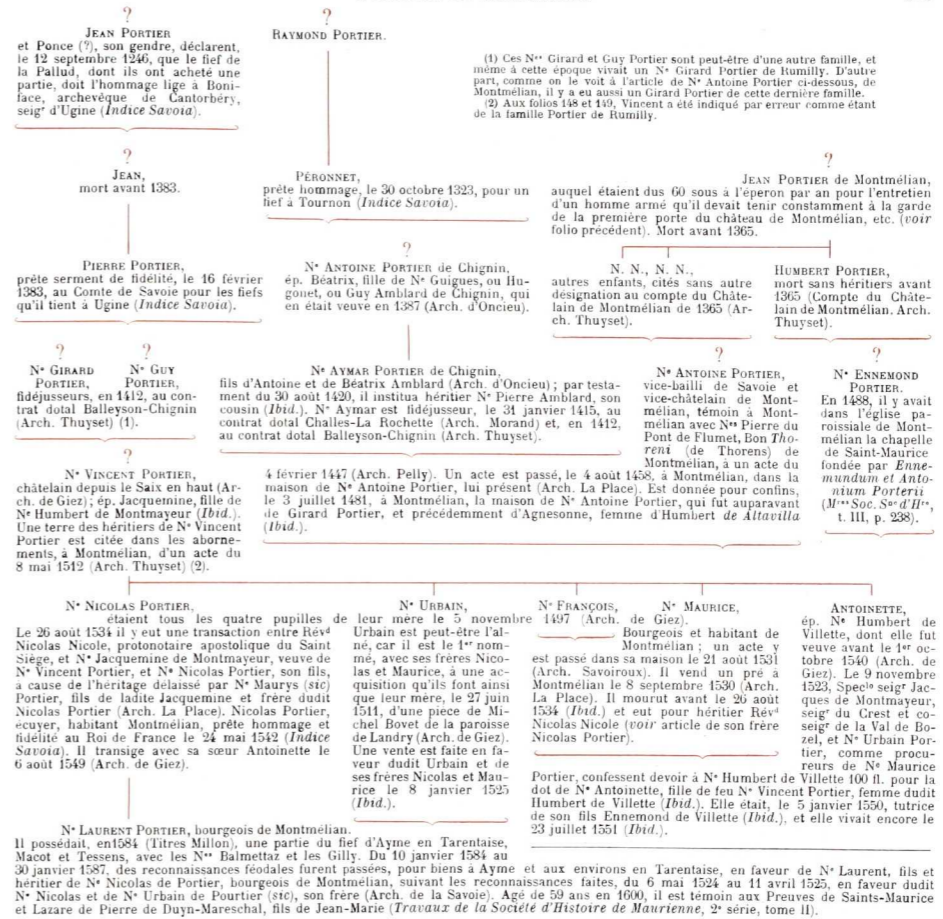 ?
JEAN PORTIER
et Ponce (?), son gendre, déclarent,
le 12 septembre 1246, que le fief de
la Pallud, dont ils ont acheté une
partie, doit l'hommage lige à Boni-
face, archevêque de Cantorbéry,
seigr d'Ugine (Indice Savoia).
?
RAYMOND PORTIER.
(1) Ces Nes Girard et Guy Portier sont peut-être d'une autre famille, et
même à cette époque vivait un Ne Girard Portier de Rumilly. D'autre
part, comme on le voit à l'article de Ne Antoine Portier ci-dessous, de
Montmélian, il y a eu aussi un Girard Portier de cette dernière famille.
(2) Aux folios 148 et 149, Vincent a été indiqué par erreur comme étant
de la famille Portier de Rumilly.
?
JEAN,
mort avant 1383.
PÉRONNET,
prête hommage, le 30 octobre 1323, pour un
fief à Tournon (Indice Savoia).
?
JEAN PORTIER de Montmélian,
auquel étaient dus 60 sous à l'éperon par an pour l'entretien
d'un homme armé qu'il devait tenir constamment à la garde
de la première porte du château de Montmélian, etc. (voir
folio précédent). Mort avant 1365.
PIERRE PORTIER,
prête serment de fidélité, le 16 février
1383, au Comte de Savoie pour les fiefs
qu'il tient à Ugine (Indice Savoia).
?
Ne ANTOINE PORTIER de Chignin,
ép. Béatrix, fille de Ne Guigues, ou Hu-
gonet, ou Guy Amblard de Chignin, qui
en était veuve en 1387 (Arch. d'Oncieu).
N. N., N. N.,
autres enfants, cités sans autre
désignation au compte du Châte-
lain de Montmélian de 1365 (Ar-
ch. Thuyset).
HUMBERT PORTIER,
mort sans héritiers avant
1365 (Compte du Châte-
lain de Montmélian. Arch.
Thuyset).
?
Ne GIRARD
PORTIER,
?
Ne GUY
PORTIER,
fidéjusseurs, en 1412, au con-
trat dotal Balleyson-Chignin
(Arch. Thuyset) (1).
Ne AYMAR PORTIER de Chignin,
fils d'Antoine et de Béatrix Amblard (Arch. d'Oncieu) ; par testa-
ment du 30 août 1420, il institua héritier Ne Pierre Amblard, son
cousin (Ibid.). Ne Aymar est fidéjusseur, le 31 janvier 1415, au
contrat dotal Challes-La Rochette (Arch. Morand) et, en 1412,
au contrat dotal Balleyson-Chignin (Arch. Thuyset).
?
Ne ANTOINE PORTIER,
vice-bailli de Savoie et
vice-châtelain de Mont-
mélian, témoin à Mont-
mélian avec Nes Pierre du
Pont de Flumet, Bon Tho-
reni (de Thorens) de
Montmélian, à un acte du
4 février 1447 (Arch. Pelly). Un acte est passé, le 4 août 1458, à Montmélian, dans la
maison de Ne Antoine Portier, lui présent (Arch. La Place). Est donnée pour confins,
le 3 juillet 1481, à Montmélian, la maison de Ne Antoine Portier, qui fut auparavant
de Girard Portier, et précédemment d'Agnesonne, femme d'Humbert de Altavilla
(Ibid.).
?
Ne ENNEMOND
PORTIER.
En 1488, il y avait
dans l'église pa-
roissiale de Mont-
mélian la chapelle
de Saint-Maurice
fondée par Enne-
mundum et Anto-
nium Porterii
(Mres Soc. Sne d'Hre,
t. III, p. 238).
?
Ne VINCENT PORTIER,
châtelain depuis le Saix en haut (Ar-
ch. de Giez) ; ép. Jacquemine, fille de
Ne Humbert de Montmayeur (Ibid.).
Une terre des héritiers de Ne Vincent
Portier est citée dans les aborne-
ments, à Montmélian, d'un acte du
8 mai 1512 (Arch. Thuyset) (2).
Ne NICOLAS PORTIER, Ne URBAIN, Ne FRANÇOIS, Ne MAURICE,
étaient tous les quatre pupilles de leur mère le 5 novembre 1497 (Arch. de Giez).
Le 26 août 1534 il y eut une transaction entre Révd
Nicolas Nicole, protonotaire apostolique du Saint
Siège, et Ne Jacquemine de Montmayeur, veuve de
Ne Vincent Portier, et Ne Nicolas Portier, son fils,
à cause de l'héritage délaissé par Ne Maurys (sic)
Portier, fils de ladite Jacquemine et frère dudit
Nicolas Portier (Arch. La Place). Nicolas Portier,
écuyer, habitant Montmélian, prête hommage et
fidélité au Roi de France le 24 mai 1542 (Indice
Savoia). Il transige avec sa sœur Antoinette le
6 août 1549 (Arch. de Giez).
Urbain est peut-être l'aî-
né, car il est le 1er nom-
mé, avec ses frères Nico-
las et Maurice, à une ac-
quisition qu'ils font ainsi
que leur mère, le 27 juin
1511, d'une pièce de Mi-
chel Bovet de la paroisse
de Landry (Arch. de Giez).
Une vente est faite en fa-
veur dudit Urbain et de
ses frères Nicolas et Mau-
rice le 8 janvier 1525
(Ibid.).
Bourgeois et habitant de
Montmélian ; un acte y
est passé dans sa maison le 21 août 1531
(Arch. Savoiroux). Il vend un pré à
Montmélian le 8 septembre 1530 (Arch.
La Place). Il mourut avant le 26 août
1534 (Ibid.) et eut pour héritier Révd
Nicolas Nicole (voir article de son frère
Nicolas Portier).
ANTOINETTE,
ép. Ne Humbert de
Villette, dont elle fut
veuve avant le 1er oc-
tobre 1540 (Arch. de
Giez). Le 9 novembre
1523, Speclo seigr Jac-
ques de Montmayeur,
seigr du Crest et co-
seigr de la Val de Bo-
zel, et Ne Urbain Por-
tier, comme procu-
reurs de Ne Maurice
Portier, confessent devoir à Ne Humbert de Villette 100 fl. pour la
dot de Ne Antoinette, fille de feu Ne Vincent Portier, femme dudit
Humbert de Villette (Ibid.). Elle était, le 5 janvier 1550, tutrice
de son fils Ennemond de Villette (Ibid.), et elle vivait encore le
23 juillet 1551 (Ibid.).
Ne LAURENT PORTIER, bourgeois de Montmélian.
Il possédait, en1584 (Titres Millon), une partie du fief d'Ayme en Tarentaise,
Macot et Tessens, avec les Nes Balmettaz et les Gilly. Du 10 janvier 1584 au
30 janvier 1587, des reconnaissances féodales furent passées, pour biens à Ayme et aux environs en Tarentaise, en faveur de Ne Laurent, fils et
héritier de Ne Nicolas de Portier, bourgeois de Montmélian, suivant les reconnaissances faites, du 6 mai 1524 au 11 avril 1525, en faveur dudit
Ne Nicolas et de Ne Urbain de Pourtier (sic), son frère (Arch. de la Savoie). Agé de 59 ans en 1600, il est témoin aux Preuves de Saints-Maurice
et Lazare de Pierre de Duyn-Mareschal, fils de Jean-Marie (Travaux de la Société d'Histoire de Maurienne, 2e série, tome II).